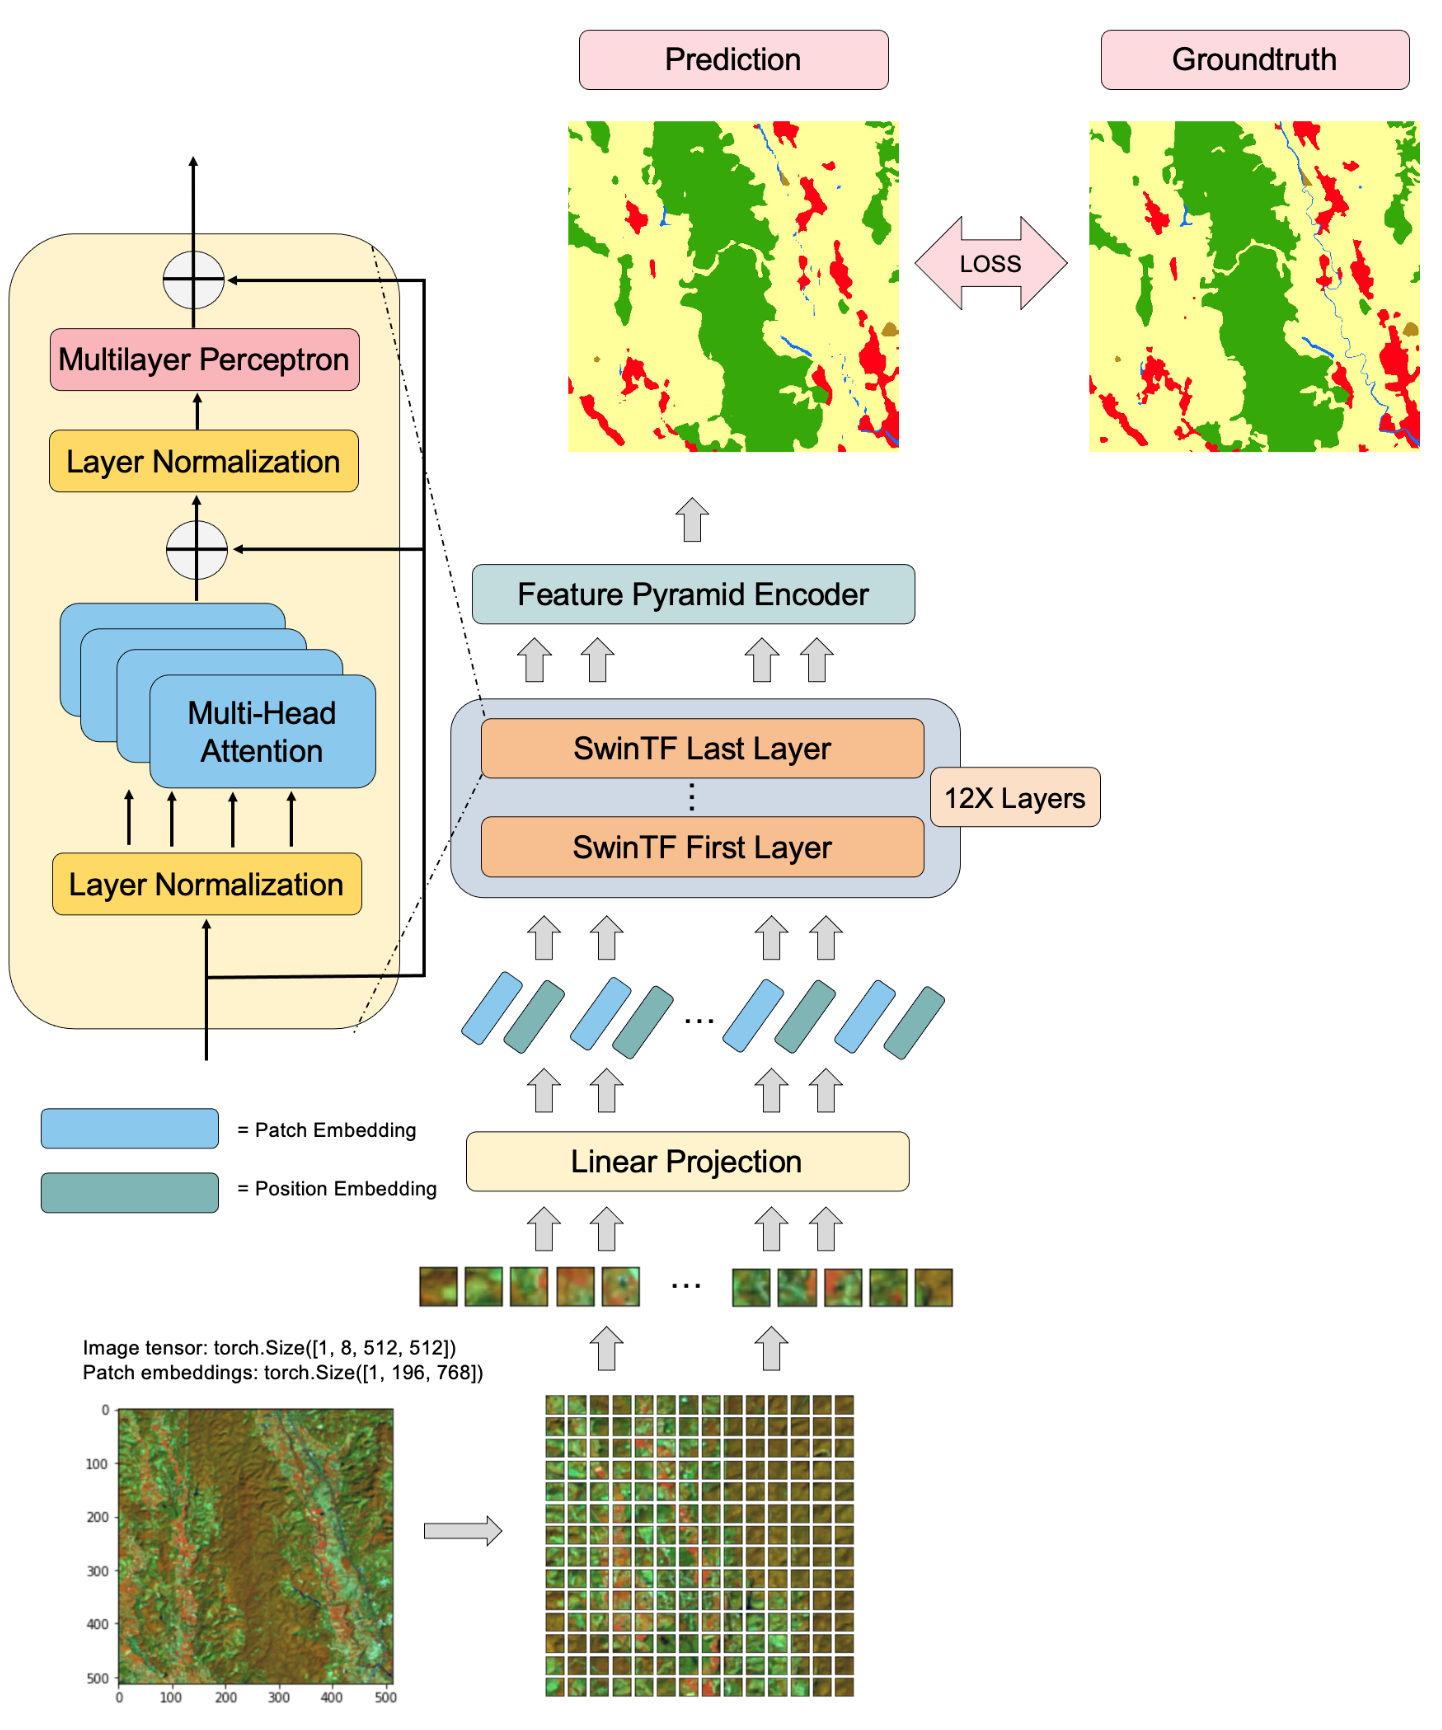 Prediction
Groundtruth
LOSS
Multilayer Perceptron
Layer Normalization
Multi-Head
Attention
Layer Normalization
Feature Pyramid Encoder
SwinTF Last Layer
⋮
12X Layers
SwinTF First Layer
...
= Patch Embedding
= Position Embedding
Linear Projection
...
Image tensor: torch.Size([1, 8, 512, 512])
Patch embeddings: torch.Size([1, 196, 768])
0
100
200
300
400
500
0 100 200 300 400 500